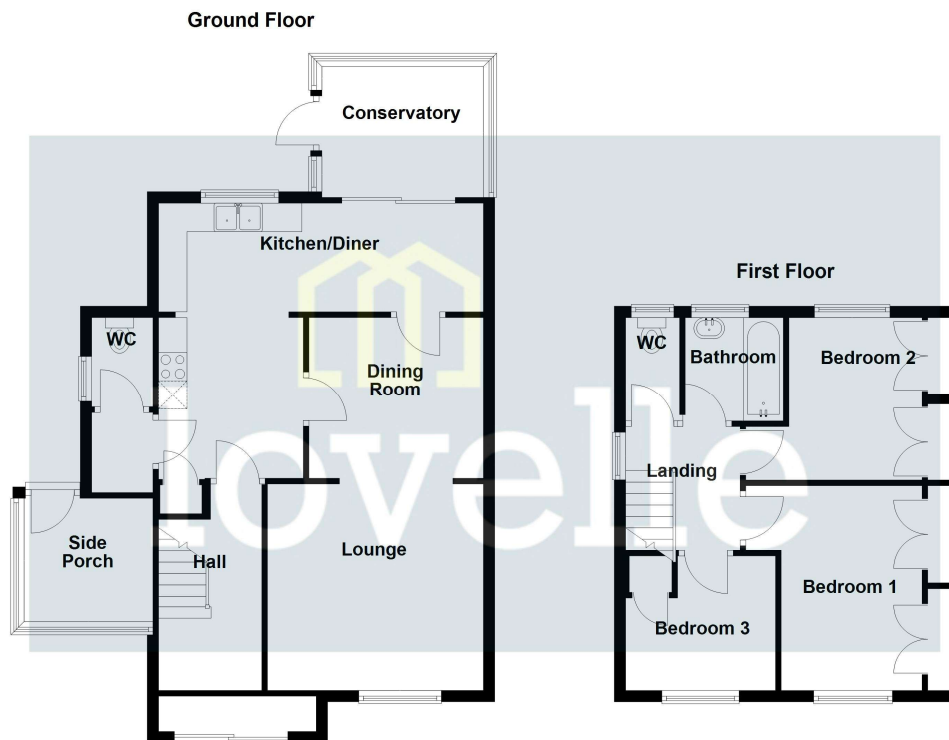 Ground Floor
Conservatory
Kitchen/Diner
WC
Dining
Room
Side
Porch
Hall
Lounge
First Floor
WC
Bathroom
Bedroom 2
Landing
Bedroom 1
Bedroom 3
lovelle